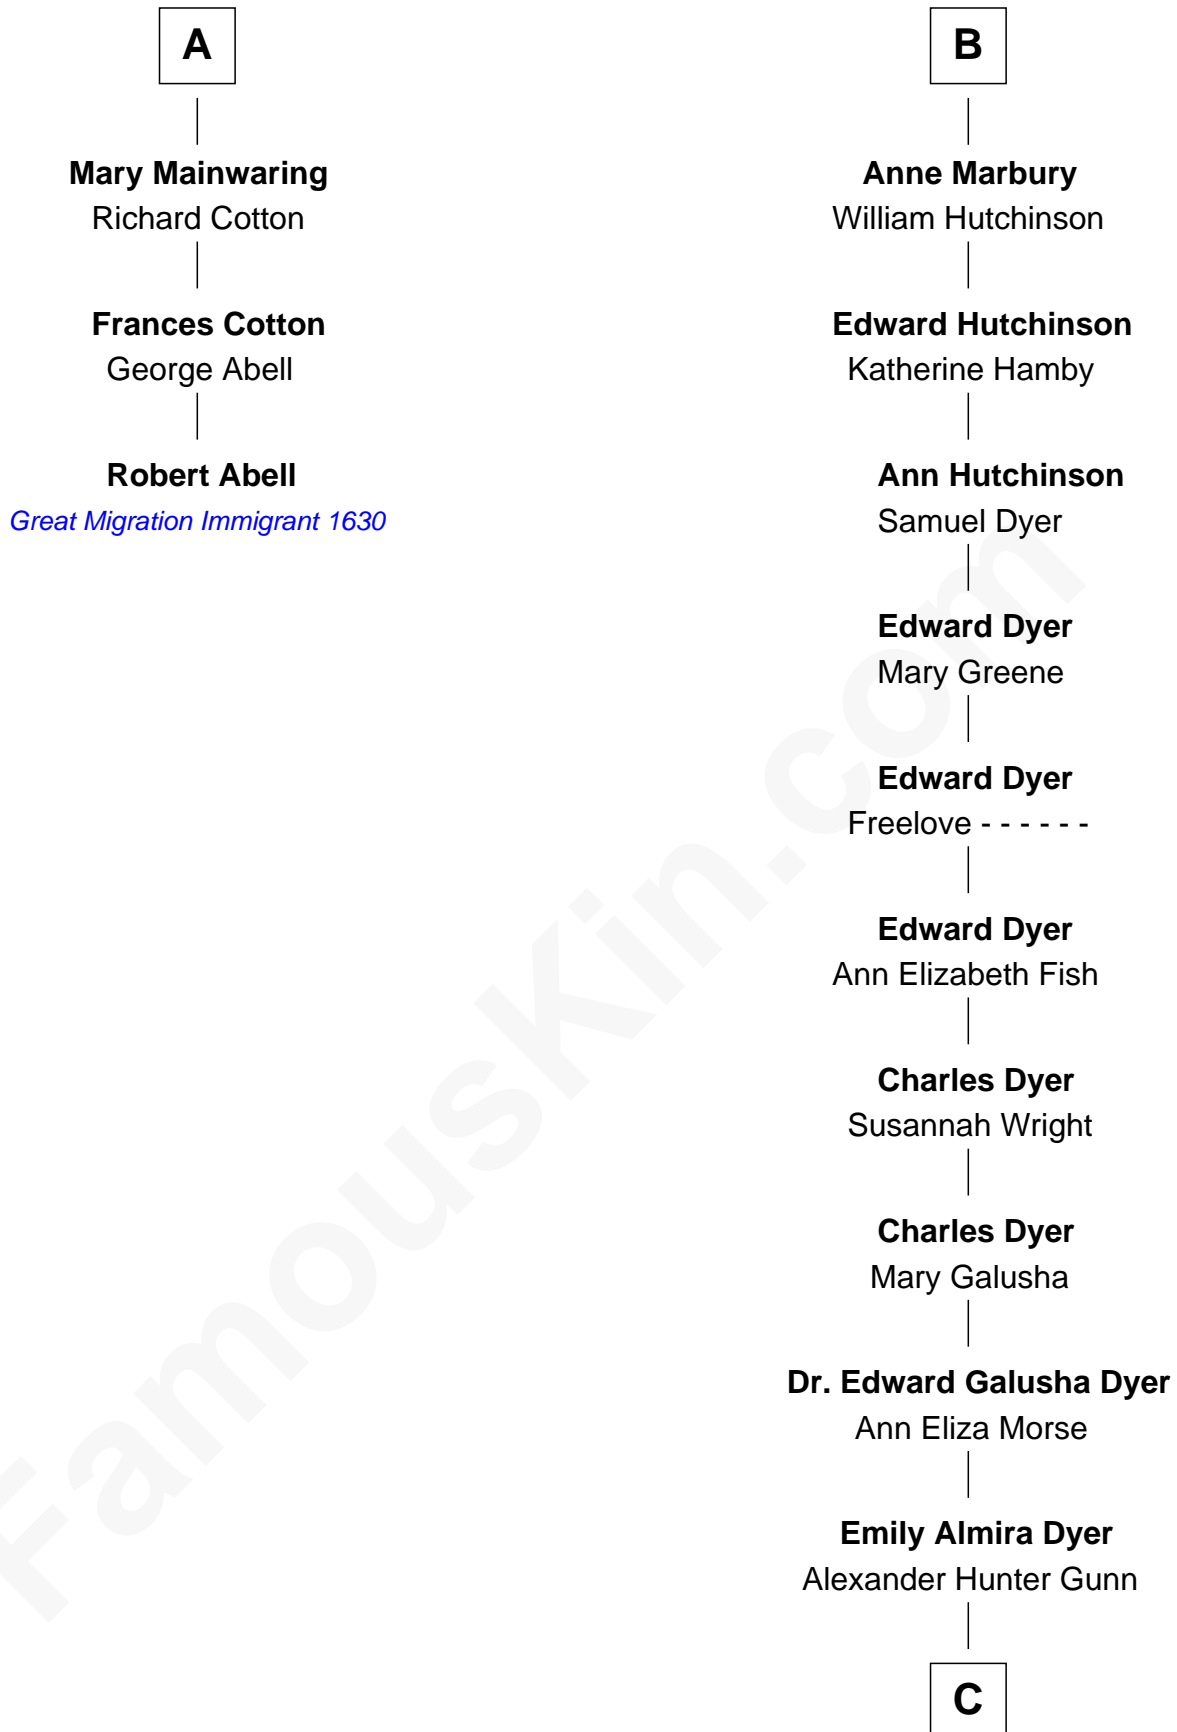 A
Mary Mainwaring
Richard Cotton
Frances Cotton
George Abell
Robert Abell
Great Migration Immigrant 1630
B
Anne Marbury
William Hutchinson
Edward Hutchinson
Katherine Hamby
Ann Hutchinson
Samuel Dyer
Edward Dyer
Mary Greene
Edward Dyer
Freelove - - - - - -
Edward Dyer
Ann Elizabeth Fish
Charles Dyer
Susannah Wright
Charles Dyer
Mary Galusha
Dr. Edward Galusha Dyer
Ann Eliza Morse
Emily Almira Dyer
Alexander Hunter Gunn
C
FamousKin.com